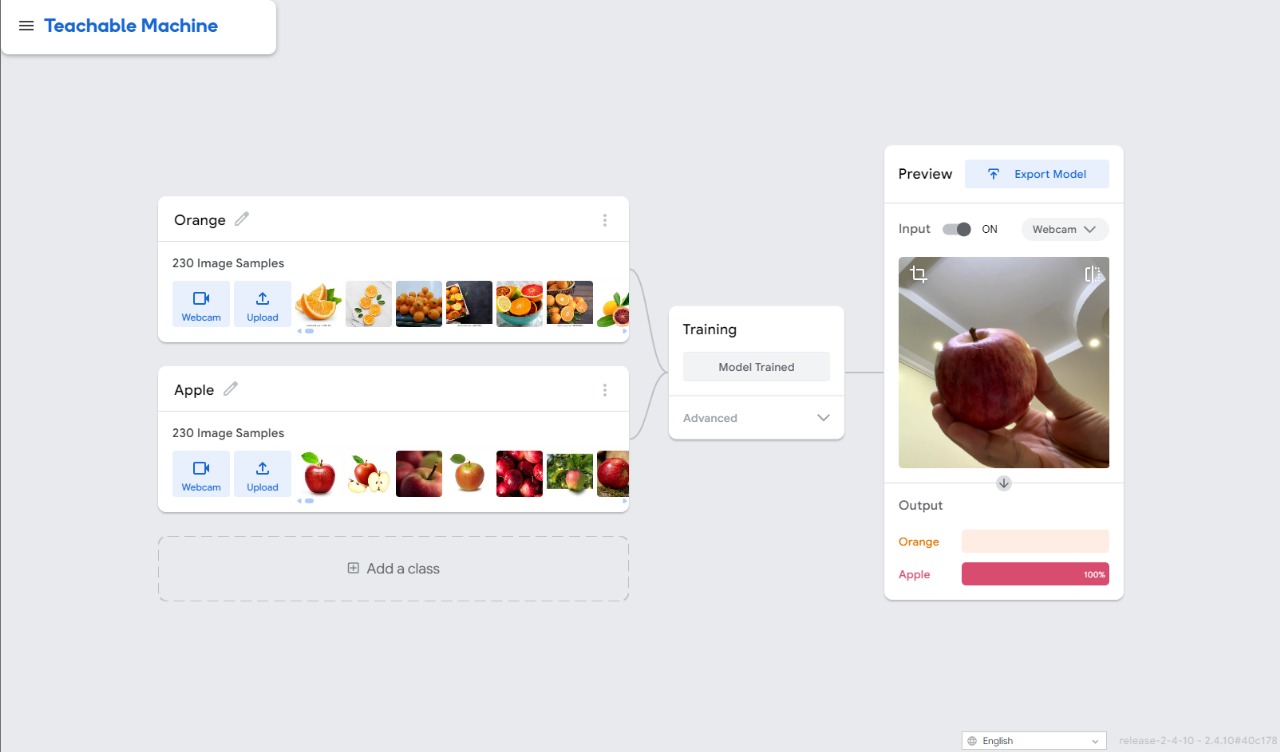 Teachable Machine
Orange
230 Image Samples
Webcam
Upload
Apple
230 Image Samples
Webcam
Upload
Add a class
Training
Model Trained
Advanced
Preview
Export Model
Input
ON
Webcam
Output
Orange
Apple
100%
English
release-2-4-10 - 2.4.10#40c178